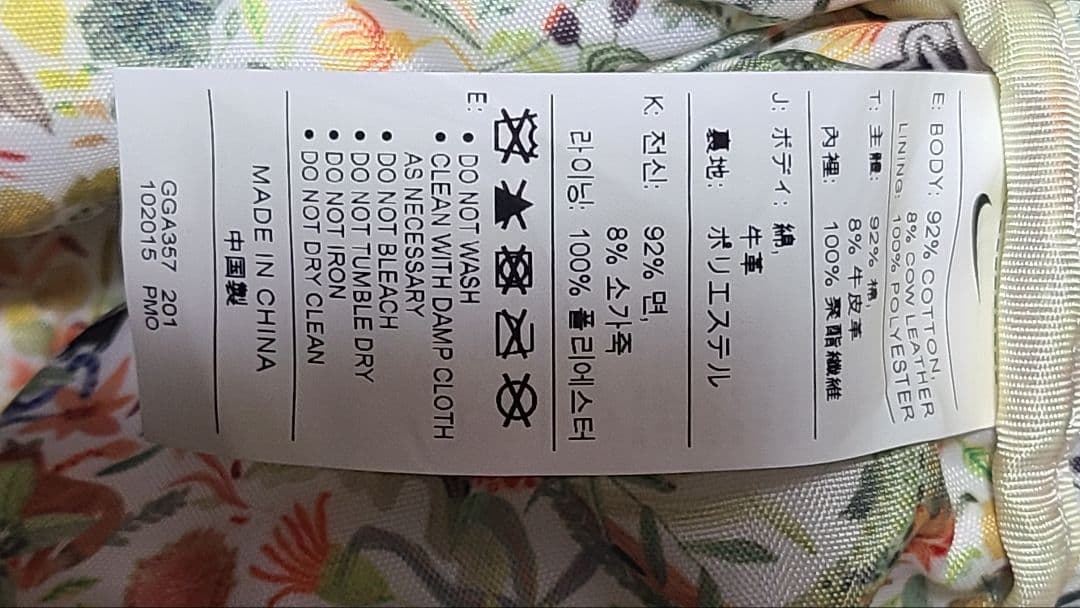 E: BODY: 92% COTTON,
8% COW LEATHER
LINING: 100% POLYESTER
T: 主體: 92% 棉,
8% 牛皮革
內裡: 100% 聚酯纖維
J: ボディ: 綿,
牛革
裏地: ポリエステル
K: 전신: 92% 면,
8% 소가죽
라이닝: 100% 폴리에스터
E: • DO NOT WASH
• CLEAN WITH DAMP CLOTH
AS NECESSARY
• DO NOT BLEACH
• DO NOT TUMBLE DRY
• DO NOT IRON
• DO NOT DRY CLEAN
MADE IN CHINA
中国製
GGA357 201
102015 PMO